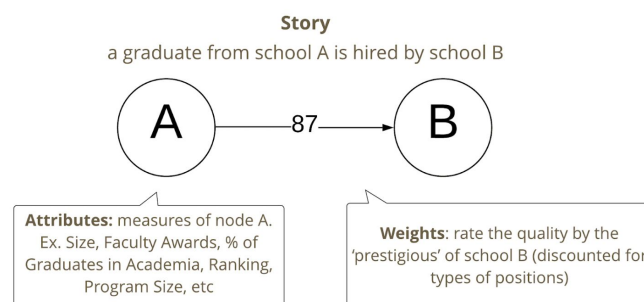 Story
a graduate from school A is hired by school B
A
87
B
Attributes: measures of node A.
Ex. Size, Faculty Awards, % of
Graduates in Academia, Ranking,
Program Size, etc
Weights: rate the quality by the
'prestigious' of school B (discounted for
types of positions)